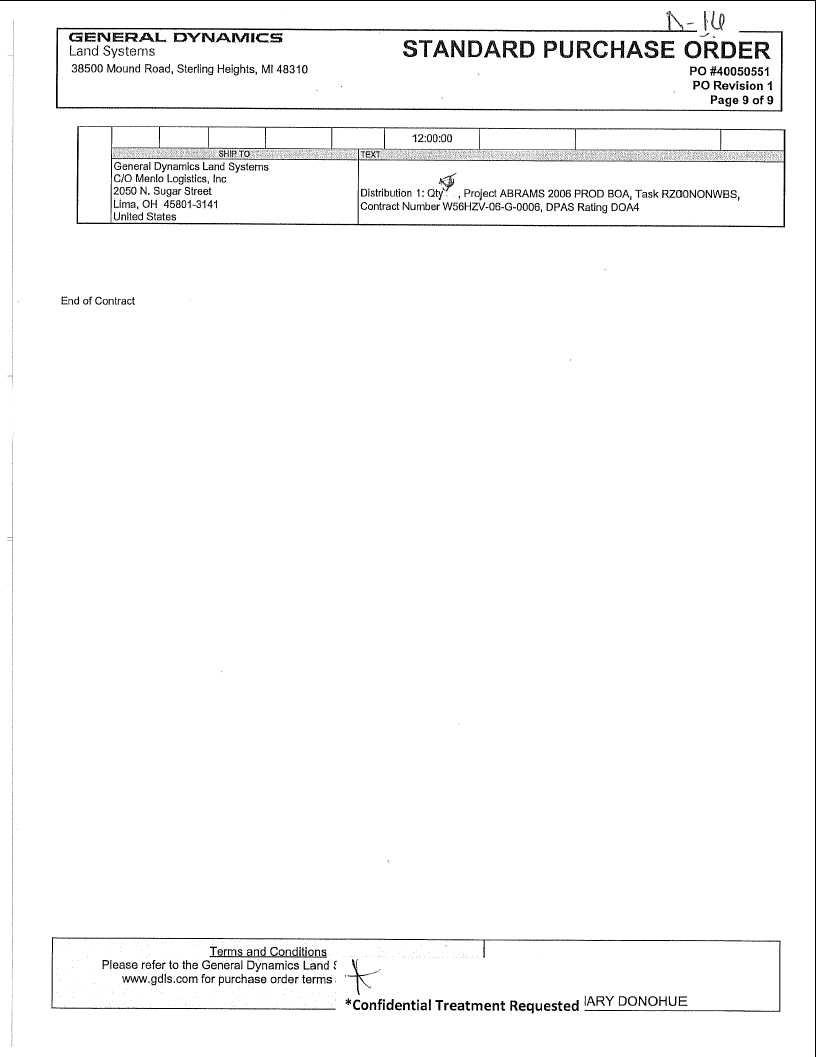 D-16
GENERAL DYNAMICS
Land Systems
38500 Mound Road, Sterling Heights, MI 48310
STANDARD PURCHASE ORDER
PO #40050551
PO Revision 1
Page 9 of 9
12:00:00
SHIP TO
TEXT
General Dynamics Land Systems
C/O Menlo Logistics, Inc
2050 N. Sugar Street
Lima, OH 45801-3141
United States
Distribution 1: Qty , Project ABRAMS 2006 PROD BOA, Task RZ00NONWBS,
Contract Number W56HZV-06-G-0006, DPAS Rating DOA4
End of Contract
Terms and Conditions
Please refer to the General Dynamics Land S
www.gdls.com for purchase order terms
*Confidential Treatment Requested
IARY DONOHUE